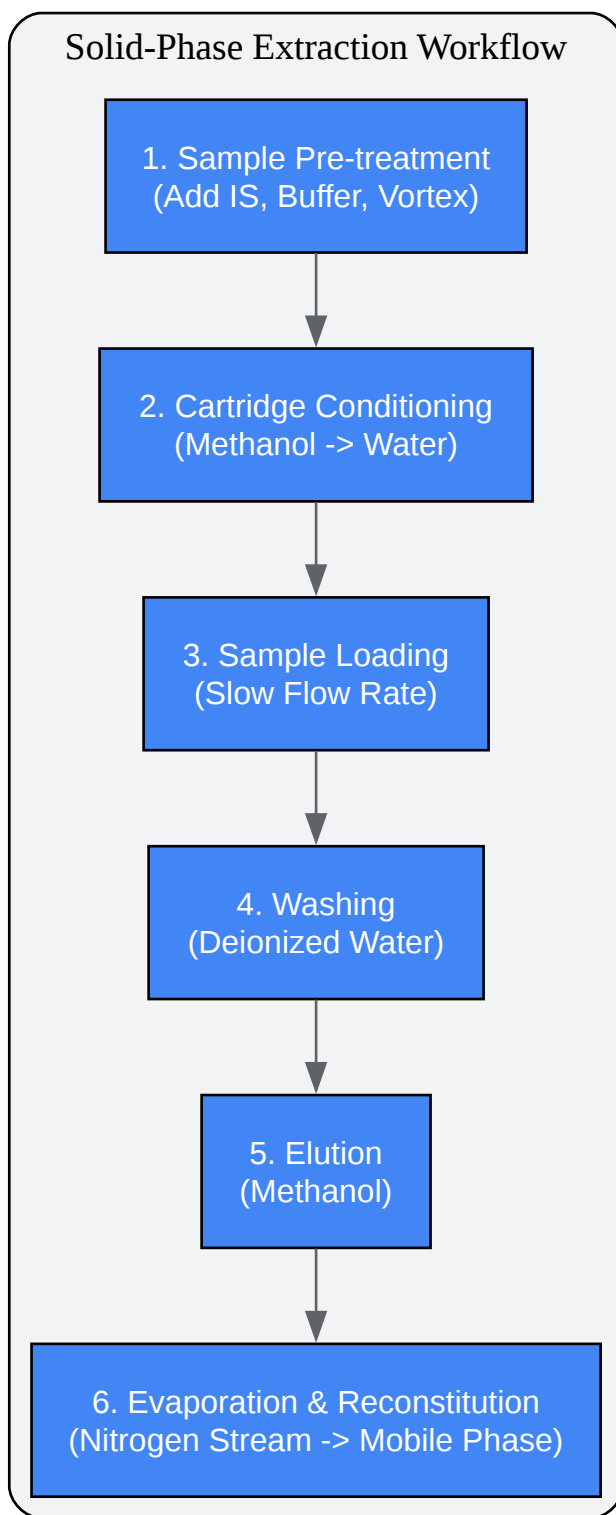 Solid-Phase Extraction Workflow
1. Sample Pre-treatment
(Add IS, Buffer, Vortex)
2. Cartridge Conditioning
(Methanol -> Water)
3. Sample Loading
(Slow Flow Rate)
4. Washing
(Deionized Water)
5. Elution
(Methanol)
6. Evaporation & Reconstitution
(Nitrogen Stream -> Mobile Phase)